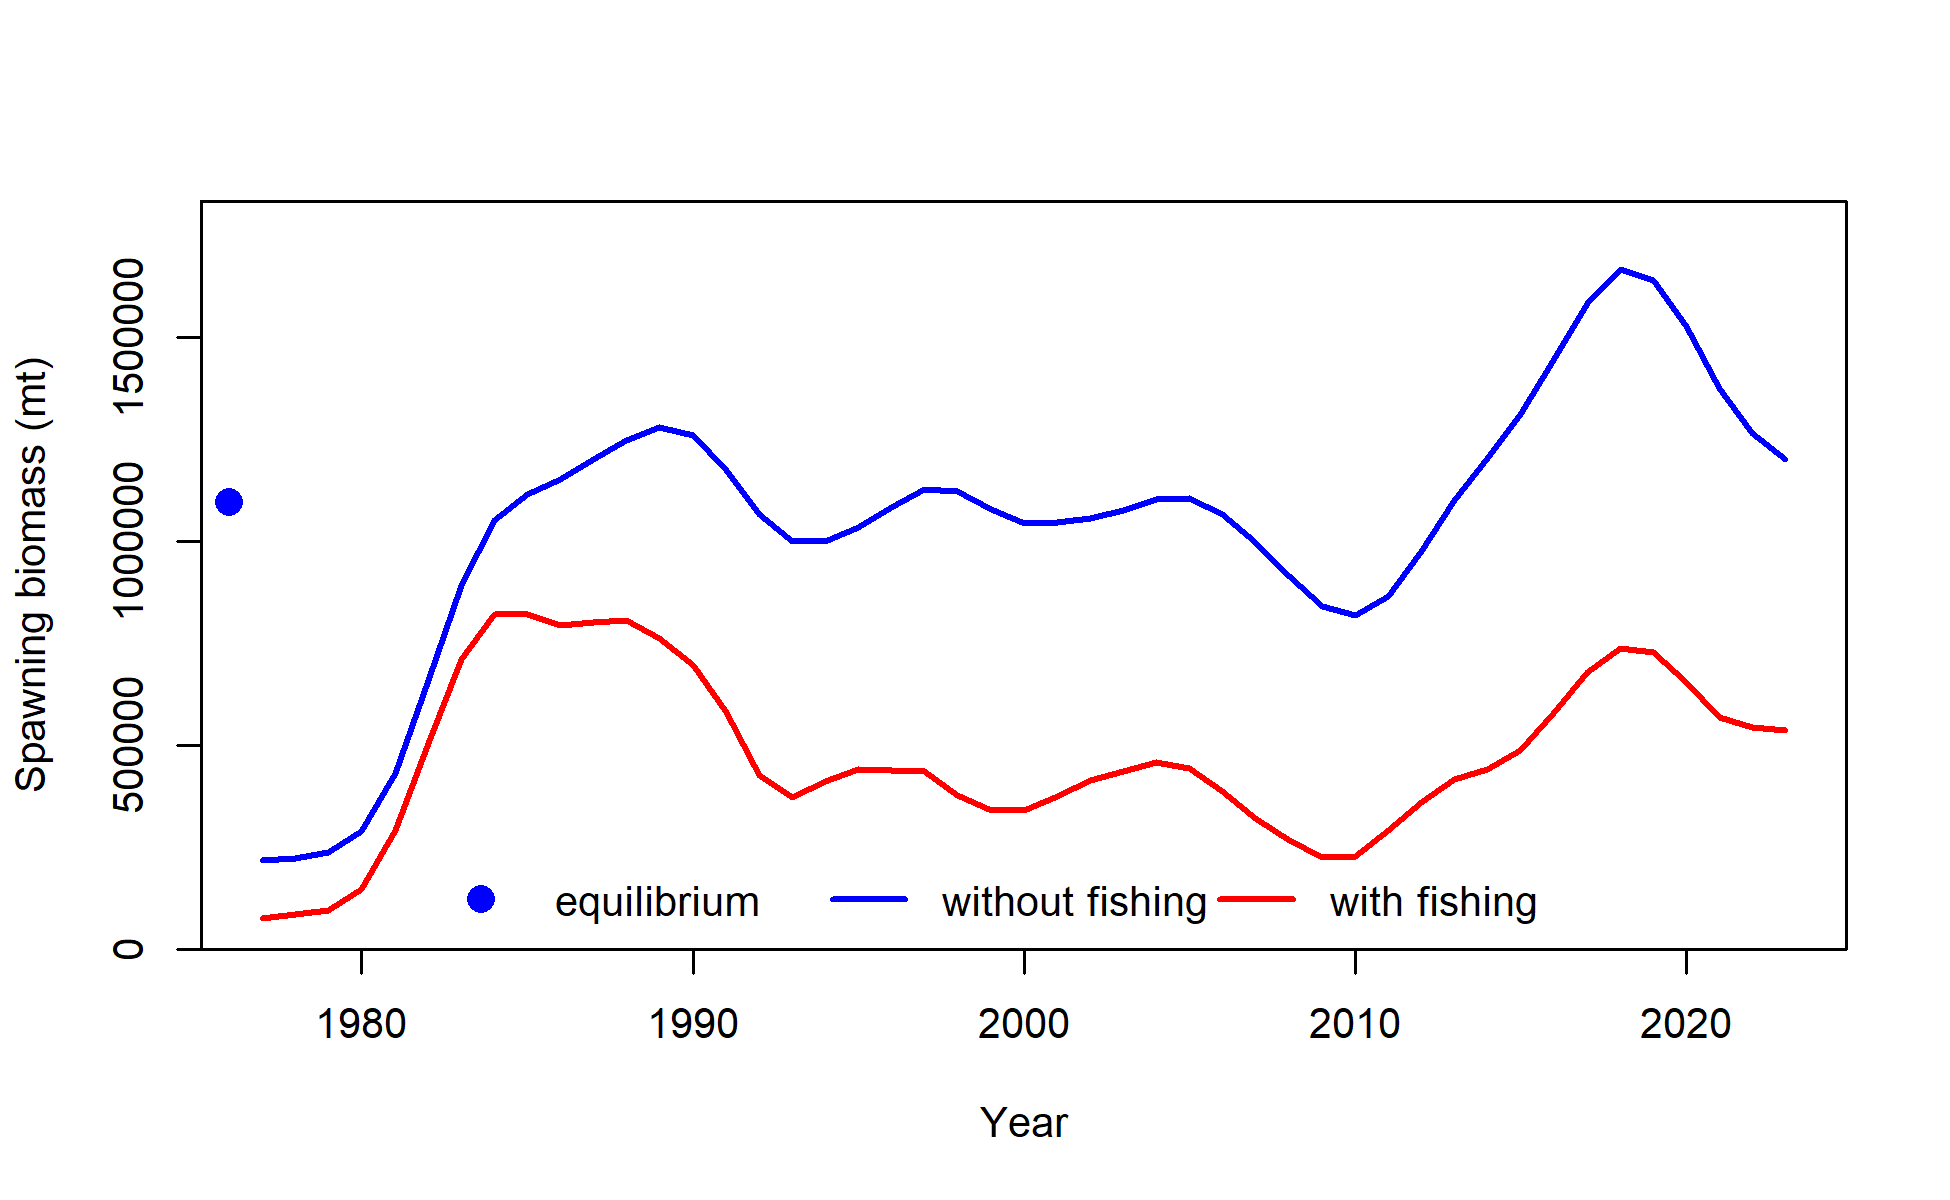 Spawning biomass (mt)
1500000
1000000
500000
0
equilibrium without fishing with fishing
1980 1990 2000 2010 2020
Year